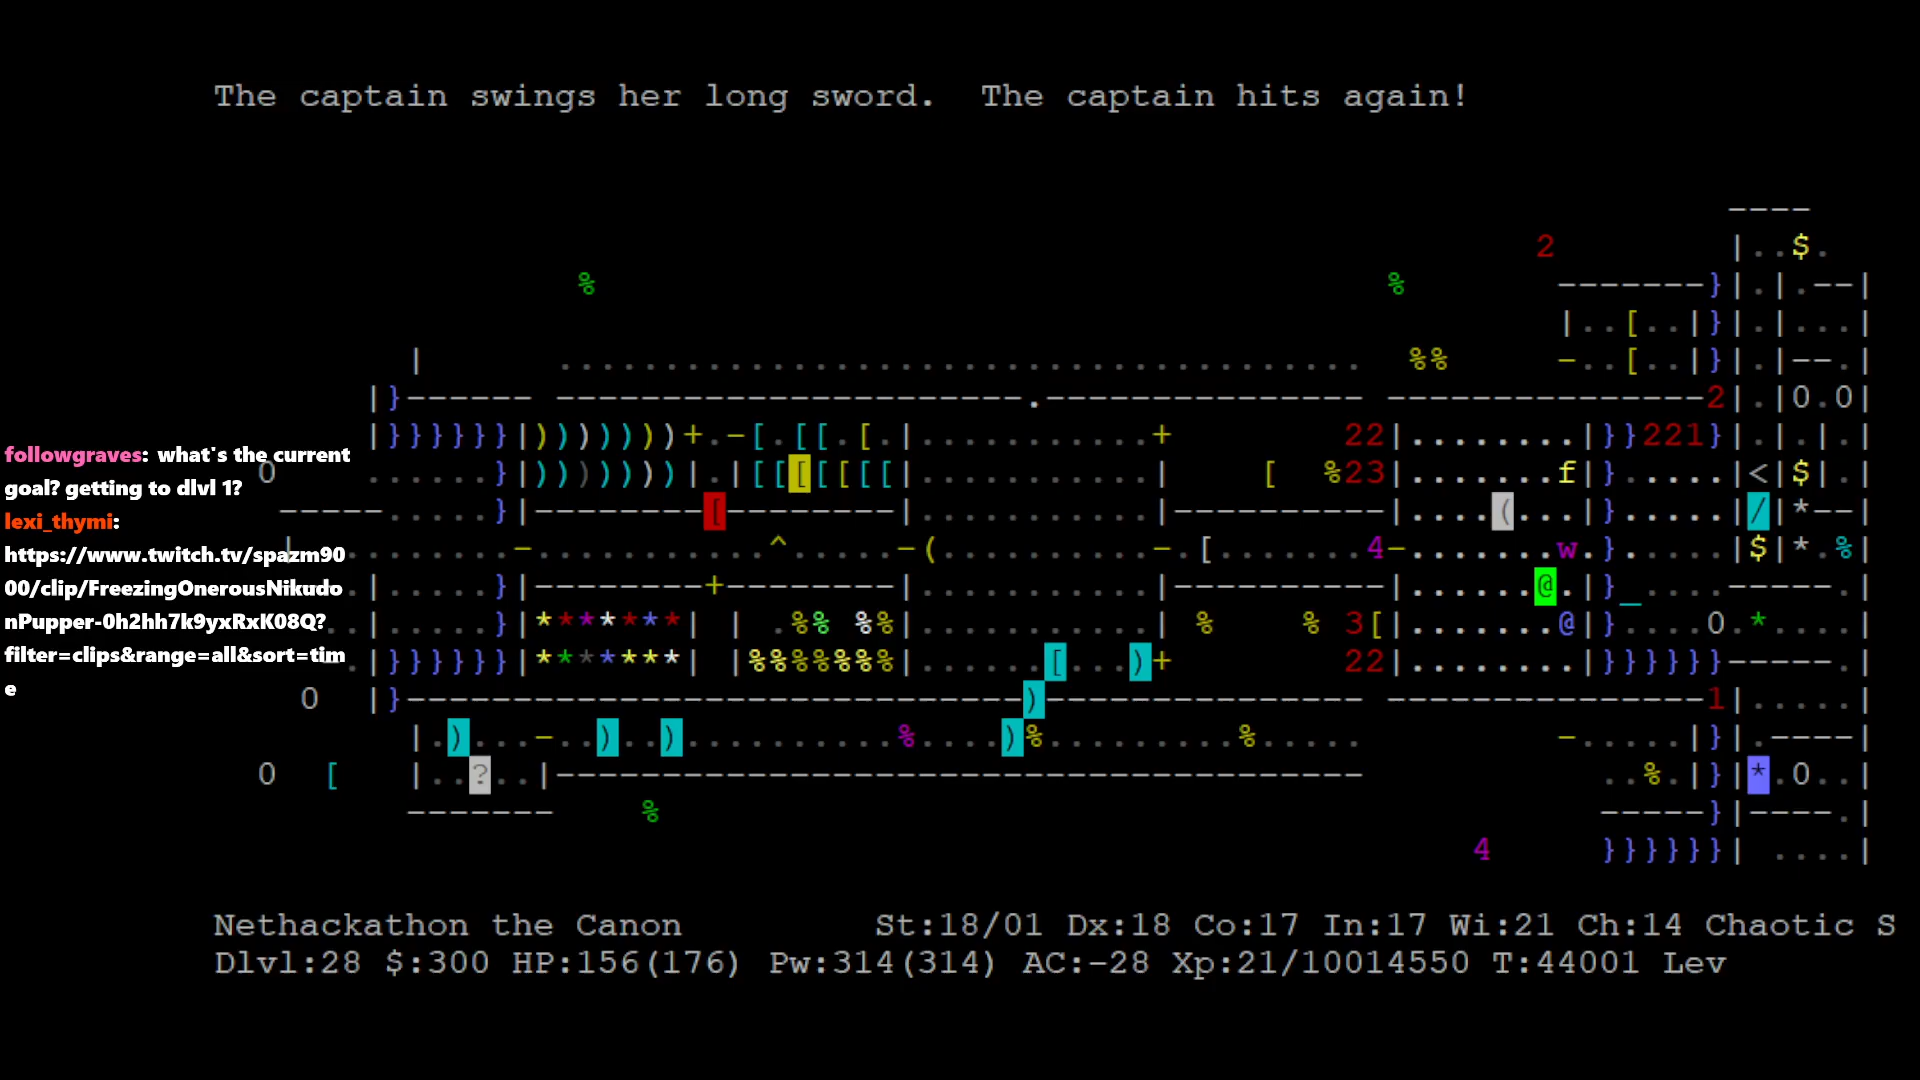 The captain swings her long sword.  The captain hits again!
followgraves: what's the current
goal? getting to dlvl 1?
lexi_thymi:
https://www.twitch.tv/spazm90
00/clip/FreezingOnerousNikudo
nPupper-0h2hh7k9yxRxK08Q?
filter=clips&range=all&sort=tim
e
Nethackathon the Canon St:18/01 Dx:18 Co:17 In:17 Wi:21 Ch:14 Chaotic S
Dlvl:28 $:300 HP:156(176) Pw:314(314) AC:-28 Xp:21/10014550 T:44001 Lev